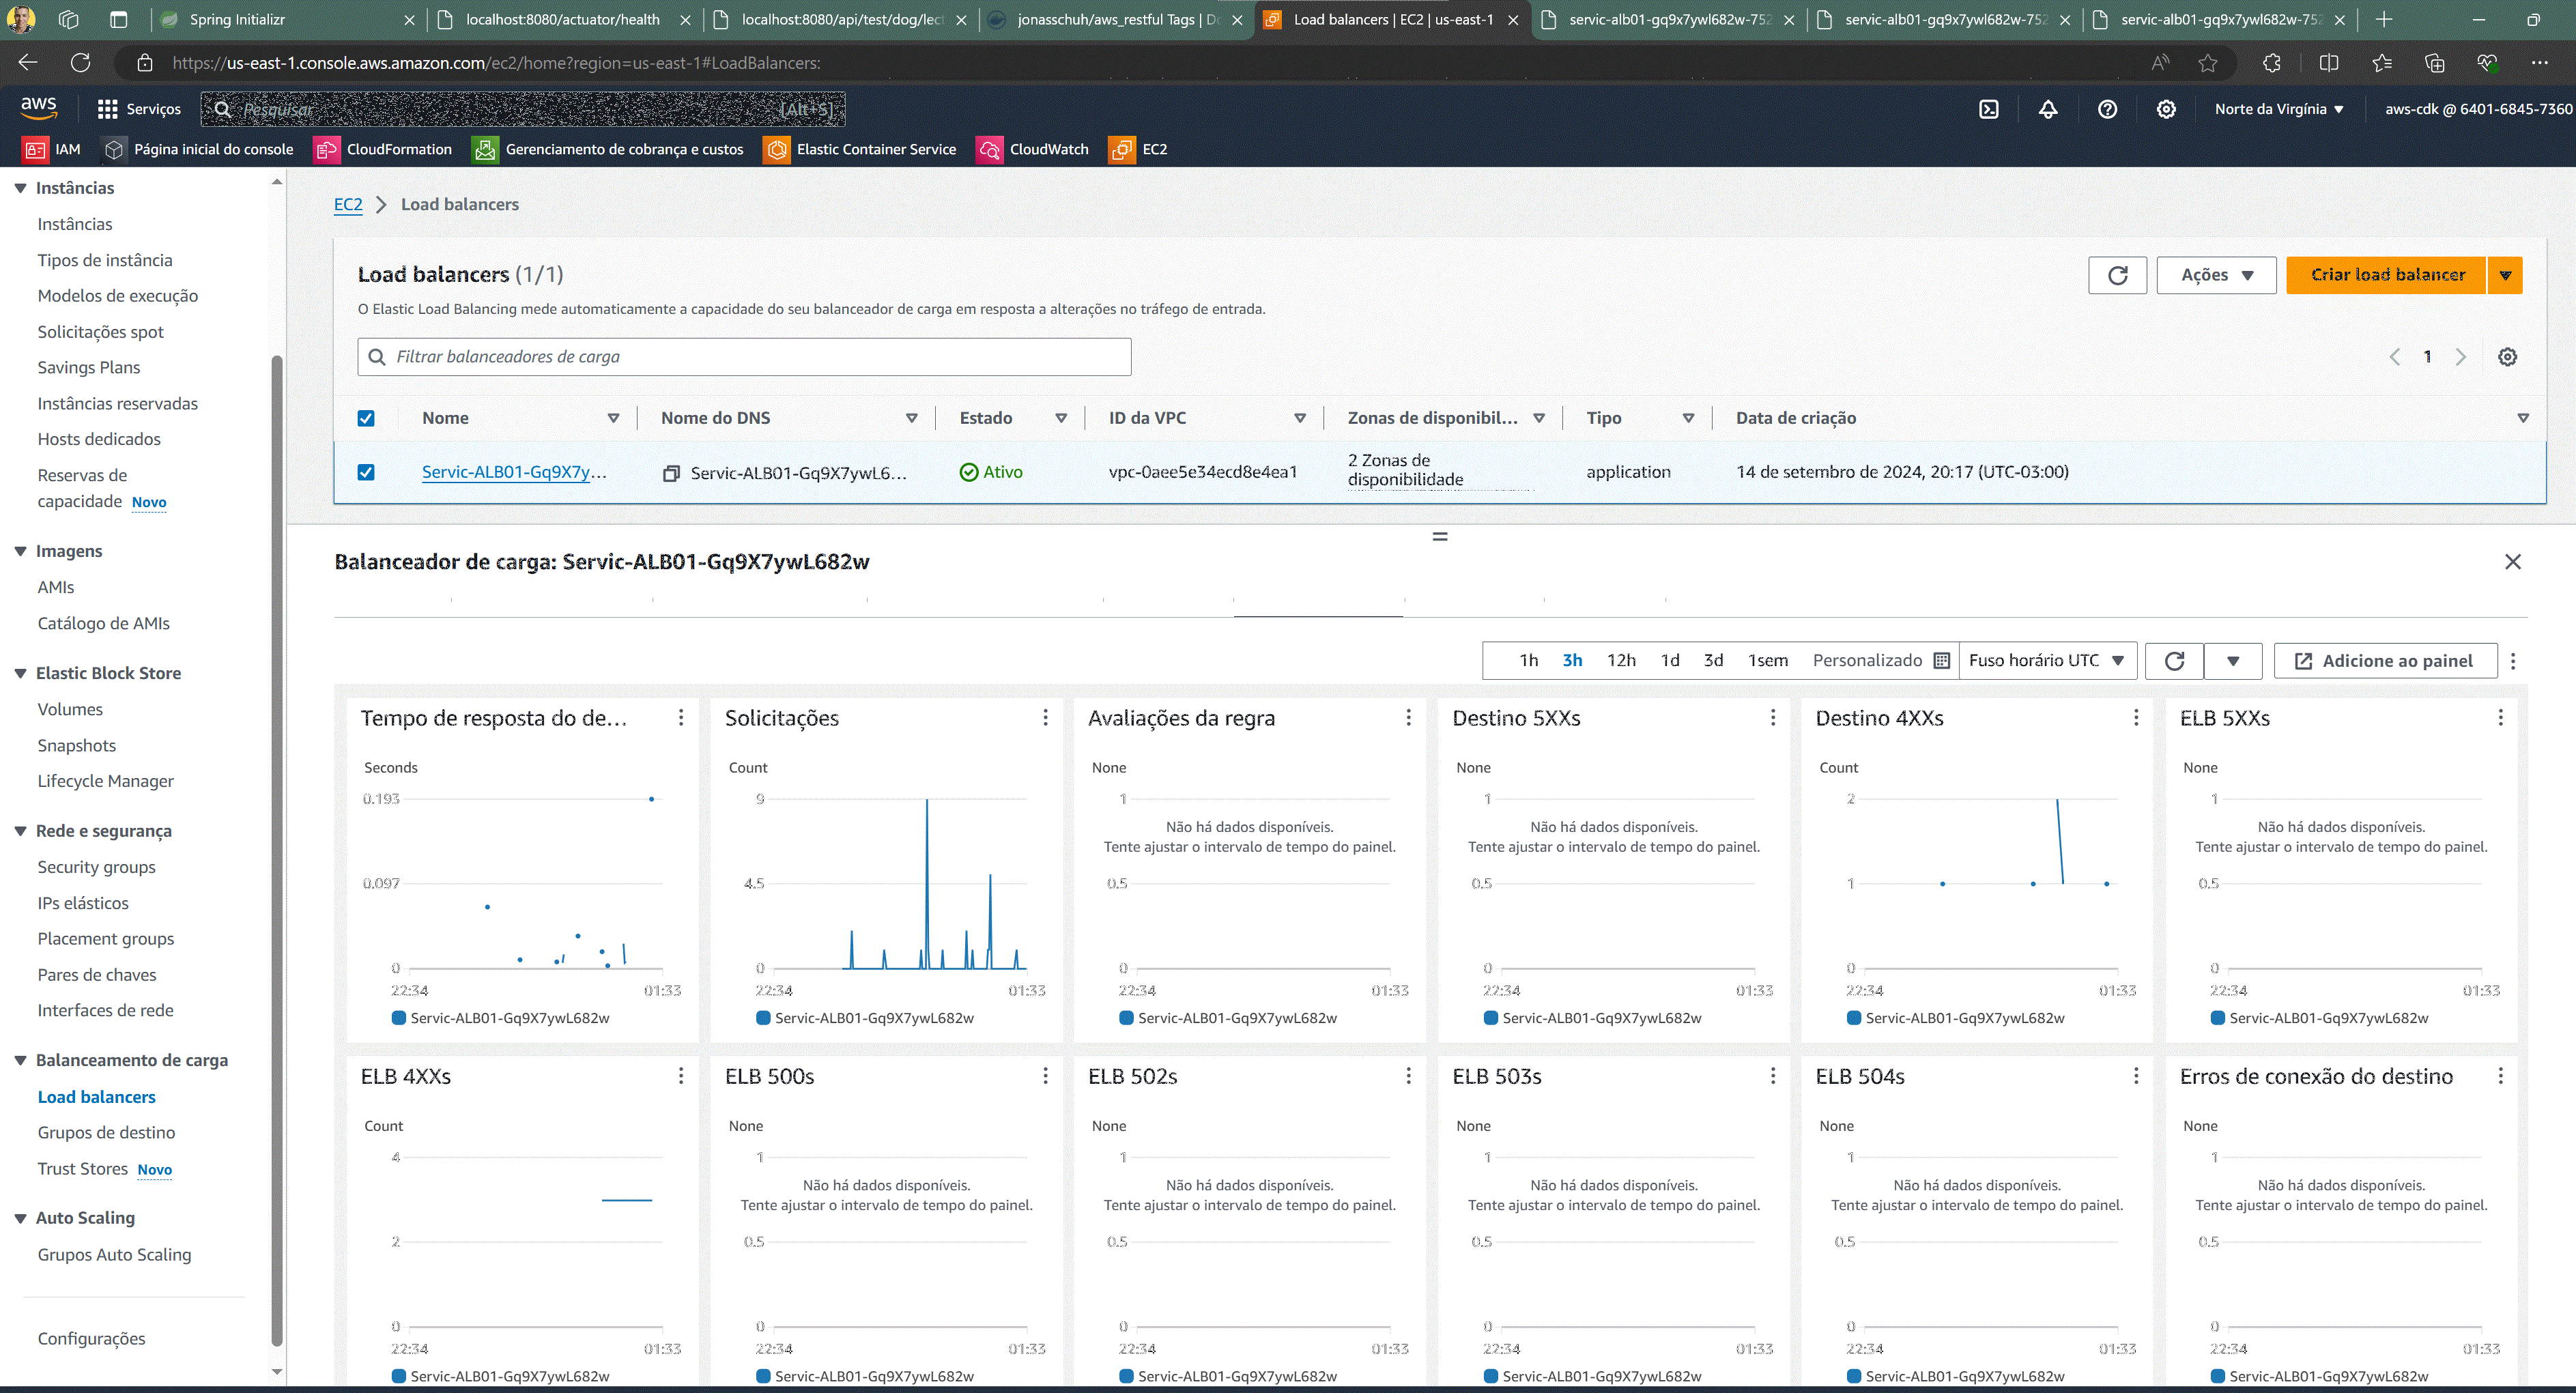 Spring Initializr
localhost:8080/actuator/health
localhost:8080/api/test/dog/lect
jonasschuh/aws_restful Tags | Do
Load balancers | EC2 | us-east-1
servic-alb01-gq9x7ywl682w-752
servic-alb01-gq9x7ywl682w-752
servic-alb01-gq9x7ywl682w-752
https://us-east-1.console.aws.amazon.com/ec2/home?region=us-east-1#LoadBalancers:
aws
Serviços
Pesquisar
[Alt+S]
Norte da Virgínia
aws-cdk @ 6401-6845-7360
IAM
Página inicial do console
CloudFormation
Gerenciamento de cobrança e custos
Elastic Container Service
CloudWatch
EC2
Instâncias
Instâncias
Tipos de instância
Modelos de execução
Solicitações spot
Savings Plans
Instâncias reservadas
Hosts dedicados
Reservas de
capacidade Novo
Imagens
AMIs
Catálogo de AMIs
Elastic Block Store
Volumes
Snapshots
Lifecycle Manager
Rede e segurança
Security groups
IPs elásticos
Placement groups
Pares de chaves
Interfaces de rede
Balanceamento de carga
Load balancers
Grupos de destino
Trust Stores Novo
Auto Scaling
Grupos Auto Scaling
Configurações
EC2 > Load balancers
Load balancers (1/1)
O Elastic Load Balancing mede automaticamente a capacidade do seu balanceador de carga em resposta a alterações no tráfego de entrada.
Ações
Criar load balancer
Filtrar balanceadores de carga
1
Nome
Nome do DNS
Estado
ID da VPC
Zonas de disponibil...
Tipo
Data de criação
Servic-ALB01-Gq9X7y...
Servic-ALB01-Gq9X7ywL6...
Ativo
vpc-0aee5e34ecd8e4ea1
2 Zonas de
disponibilidade
application
14 de setembro de 2024, 20:17 (UTC-03:00)
Balanceador de carga: Servic-ALB01-Gq9X7ywL682w
1h
3h
12h
1d
3d
1sem
Personalizado
Fuso horário UTC
Adicione ao painel
Tempo de resposta do de...
Seconds
0.193
0.097
0
22:34
01:33
Servic-ALB01-Gq9X7ywL682w
Solicitações
Count
9
4.5
0
22:34
01:33
Servic-ALB01-Gq9X7ywL682w
Avaliações da regra
None
1
Não há dados disponíveis.
Tente ajustar o intervalo de tempo do painel.
0.5
0
22:34
01:33
Servic-ALB01-Gq9X7ywL682w
Destino 5XXs
None
1
Não há dados disponíveis.
Tente ajustar o intervalo de tempo do painel.
0.5
0
22:34
01:33
Servic-ALB01-Gq9X7ywL682w
Destino 4XXs
Count
2
1
0
22:34
01:33
Servic-ALB01-Gq9X7ywL682w
ELB 5XXs
None
1
Não há dados disponíveis.
Tente ajustar o intervalo de tempo do painel.
0.5
0
22:34
01:33
Servic-ALB01-Gq9X7ywL682w
ELB 4XXs
Count
4
2
0
22:34
01:33
Servic-ALB01-Gq9X7ywL682w
ELB 500s
None
1
Não há dados disponíveis.
Tente ajustar o intervalo de tempo do painel.
0.5
0
22:34
01:33
Servic-ALB01-Gq9X7ywL682w
ELB 502s
None
1
Não há dados disponíveis.
Tente ajustar o intervalo de tempo do painel.
0.5
0
22:34
01:33
Servic-ALB01-Gq9X7ywL682w
ELB 503s
None
1
Não há dados disponíveis.
Tente ajustar o intervalo de tempo do painel.
0.5
0
22:34
01:33
Servic-ALB01-Gq9X7ywL682w
ELB 504s
None
1
Não há dados disponíveis.
Tente ajustar o intervalo de tempo do painel.
0.5
0
22:34
01:33
Servic-ALB01-Gq9X7ywL682w
Erros de conexão do destino
None
1
Não há dados disponíveis.
Tente ajustar o intervalo de tempo do painel.
0.5
0
22:34
01:33
Servic-ALB01-Gq9X7ywL682w